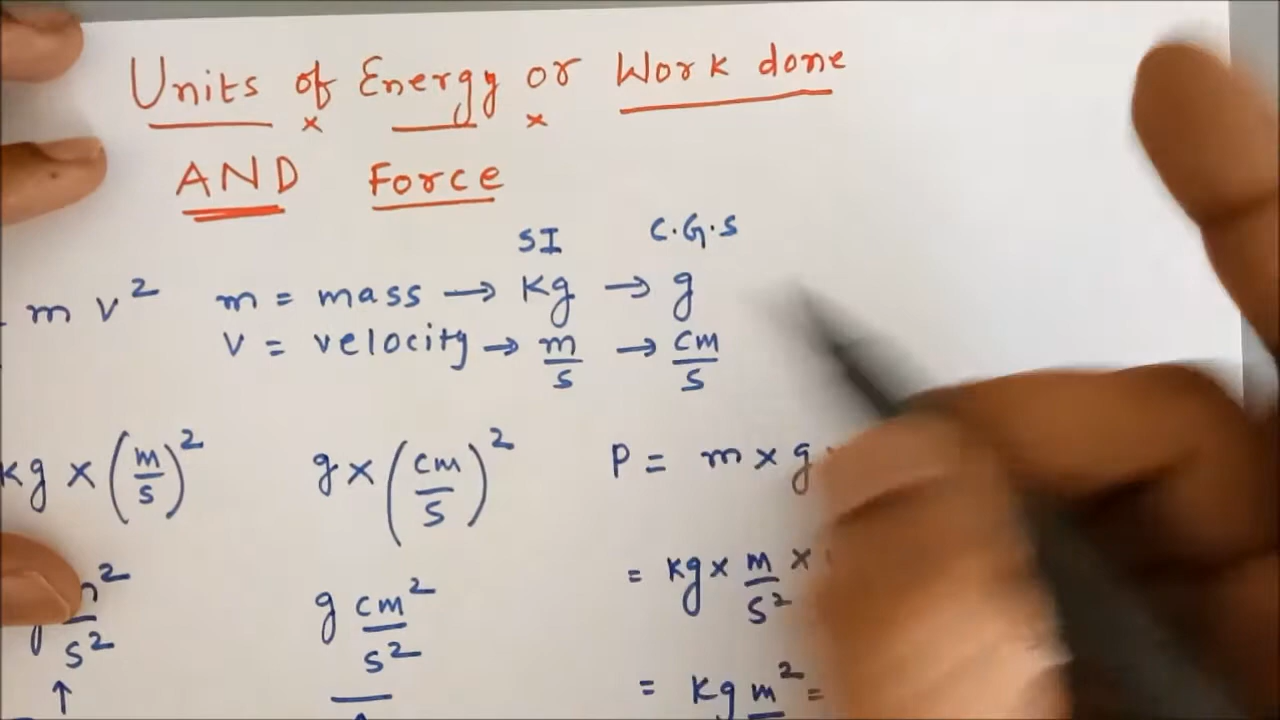 Units of Energy or Work done
AND Force
SI C.G.S
m v² m = mass → kg → g
v = velocity → m/s → cm/s
kg × (m/s)² g × (cm/s)² P = m × g
= kg × m/s² ×
s² g cm²/s²
= kg m² =
↑